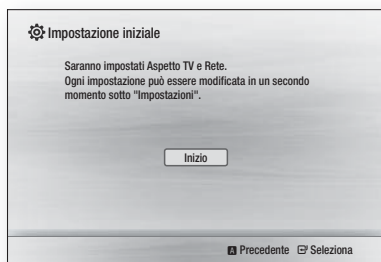 Impostazione iniziale
Saranno impostati Aspetto TV e Rete.
Ogni impostazione può essere modificata in un secondo
momento sotto "Impostazioni".
Inizio
A Precedente Seleziona